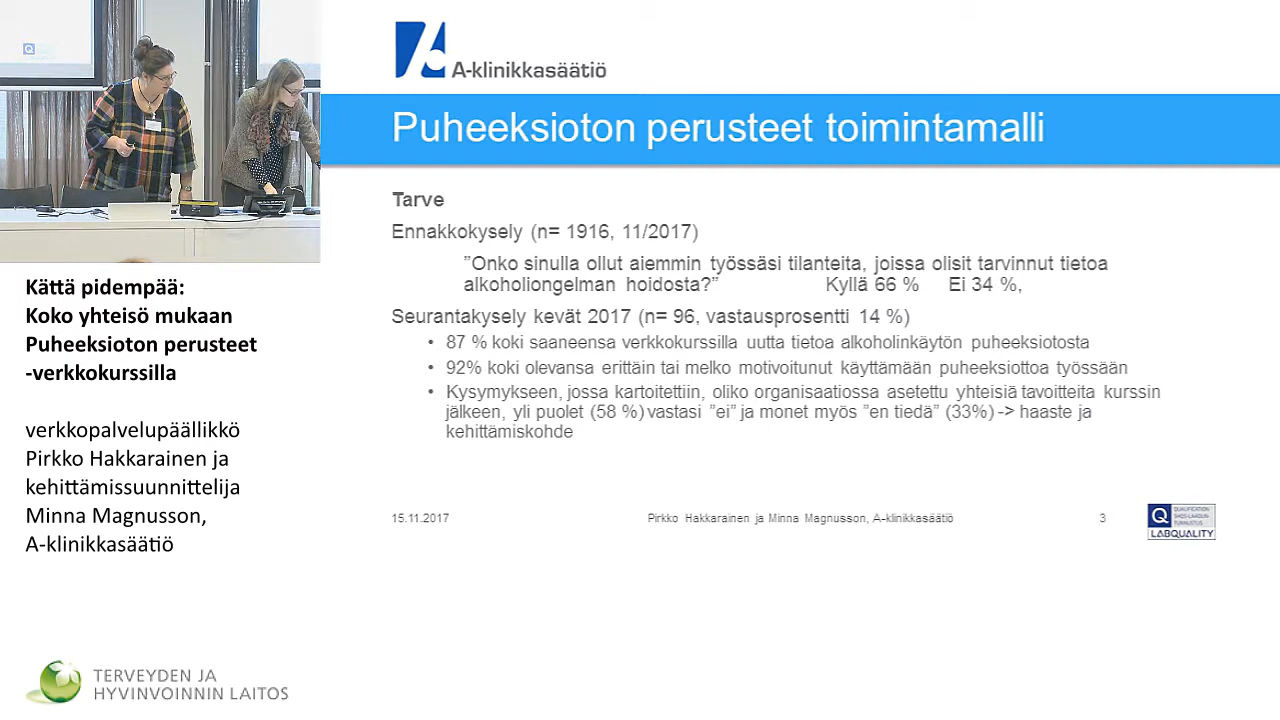 A-klinikkasäätiö
Puheeksioton perusteet toimintamalli
Tarve
Ennakkokysely (n= 1916, 11/2017)
”Onko sinulla ollut aiemmin työssäsi tilanteita, joissa olisit tarvinnut tietoa
alkoholiongelman hoidosta?” Kyllä 66 % Ei 34 %,
Seurantakysely kevät 2017 (n= 96, vastausprosentti 14 %)
• 87 % koki saaneensa verkkokurssilla uutta tietoa alkoholinkäytön puheeksiotosta
• 92% koki olevansa erittäin tai melko motivoitunut käyttämään puheeksiottoa työssään
• Kysymykseen, jossa kartoitettiin, oliko organisaatiossa asetettu yhteisiä tavoitteita kurssin
jälkeen, yli puolet (58 %) vastasi ”ei” ja monet myös ”en tiedä” (33%) -> haaste ja
kehittämiskohde
15.11.2017
Pirkko Hakkarainen ja Minna Magnusson, A-klinikkasäätiö
3
Q
LABQUALITY
Kättä pidempää:
Koko yhteisö mukaan
Puheeksioton perusteet
-verkkokurssilla
verkkopalvelupäällikkö
Pirkko Hakkarainen ja
kehittämissuunnittelija
Minna Magnusson,
A-klinikkasäätiö
TERVEYDEN JA
HYVINVOINNIN LAITOS